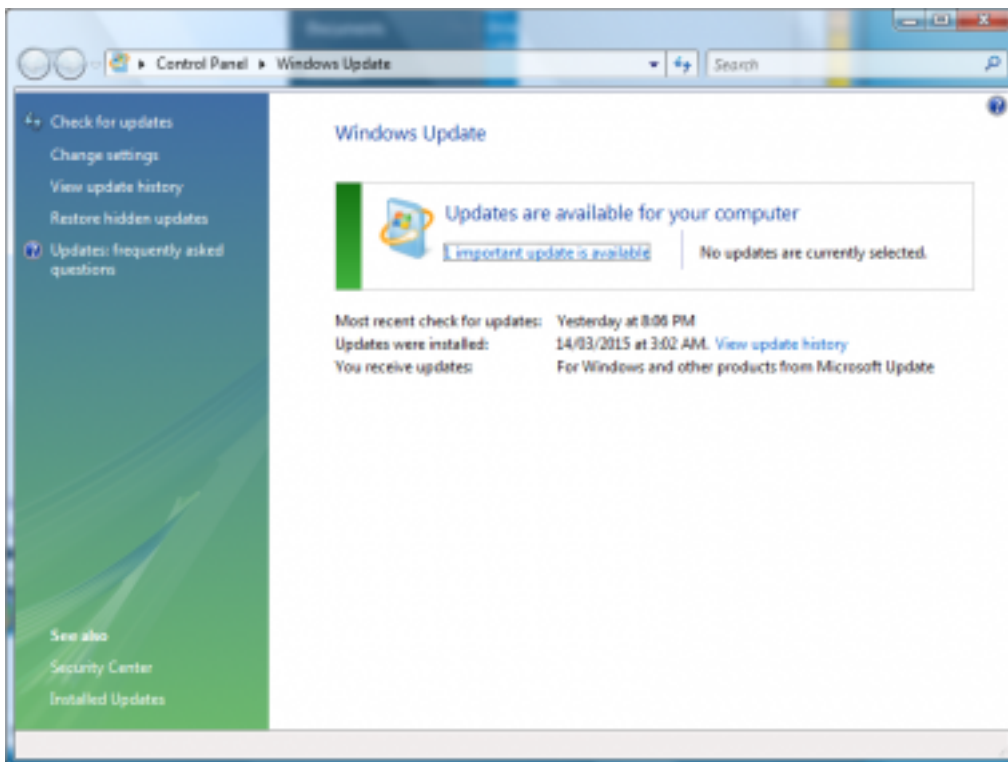 Documents
Control Panel ▸ Windows Update
Search
Check for updates
Change settings
View update history
Restore hidden updates
Updates: frequently asked
questions
Windows Update
Updates are available for your computer
1 important update is available
No updates are currently selected.
Most recent check for updates: Yesterday at 8:06 PM
Updates were installed: 14/03/2015 at 3:02 AM. View update history
You receive updates: For Windows and other products from Microsoft Update
See also
Security Center
Installed Updates